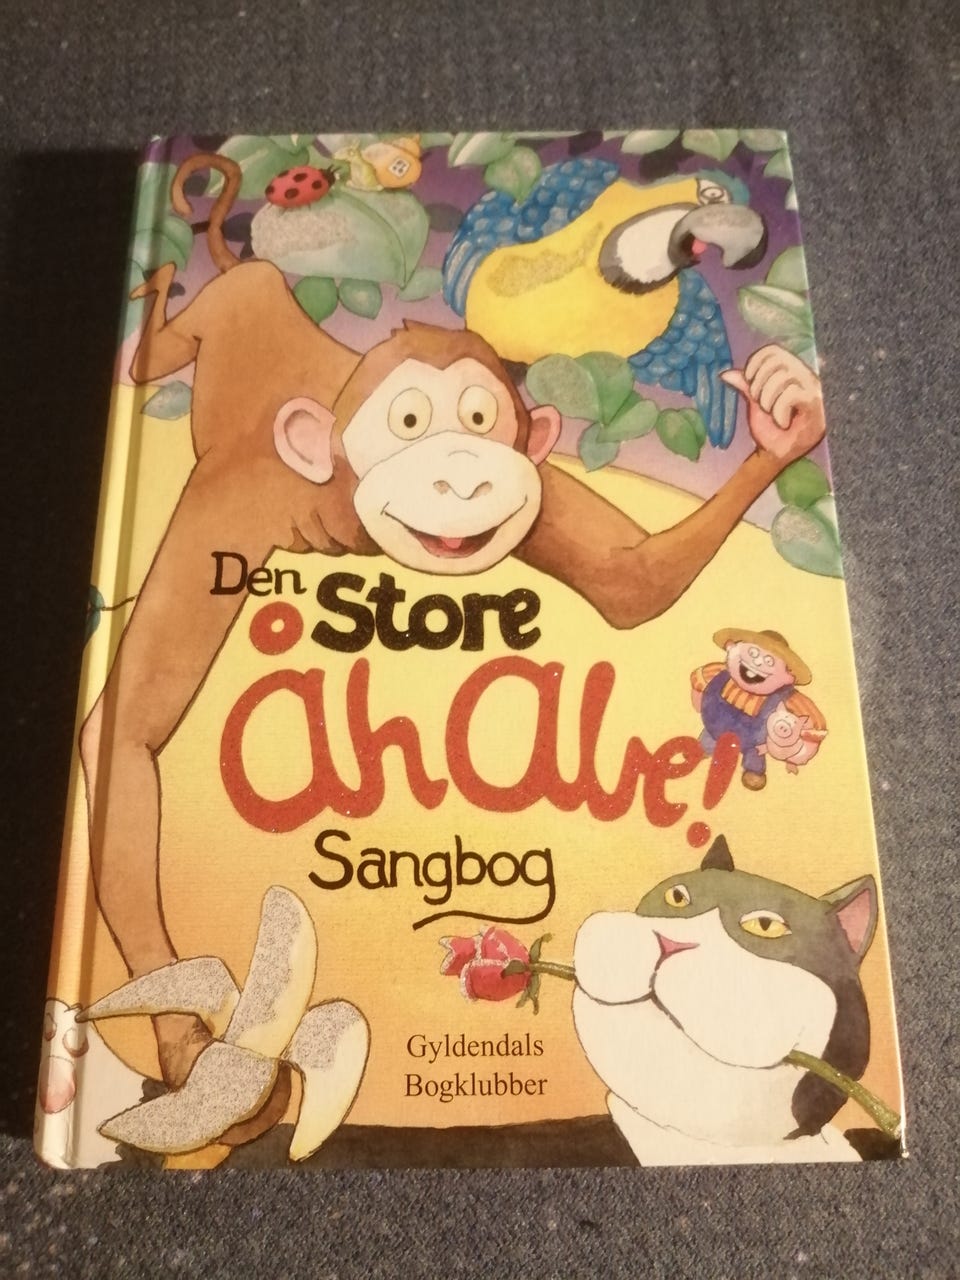 Den
Store
Åh Abe!
Sangbog
Gyldendals
Bogklubber